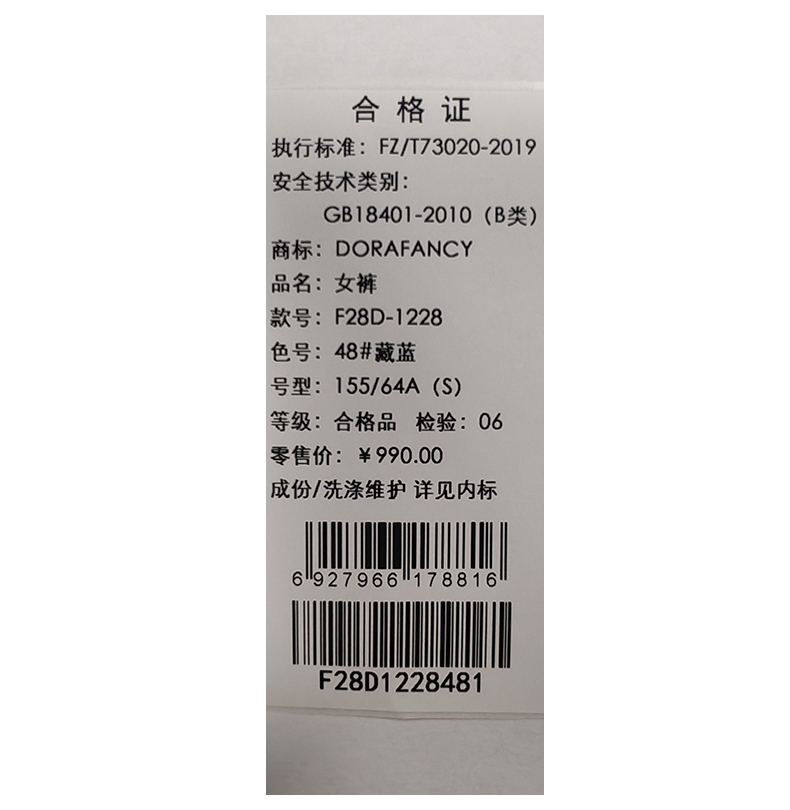 合格证
执行标准：FZ/T73020-2019
安全技术类别：
GB18401-2010（B类）
商标：DORAFANCY
品名：女裤
款号：F28D-1228
色号：48#藏蓝
号型：155/64A（S）
等级：合格品 检验：06
零售价：￥990.00
成份/洗涤维护 详见内标
6 927966 178816
F28D1228481